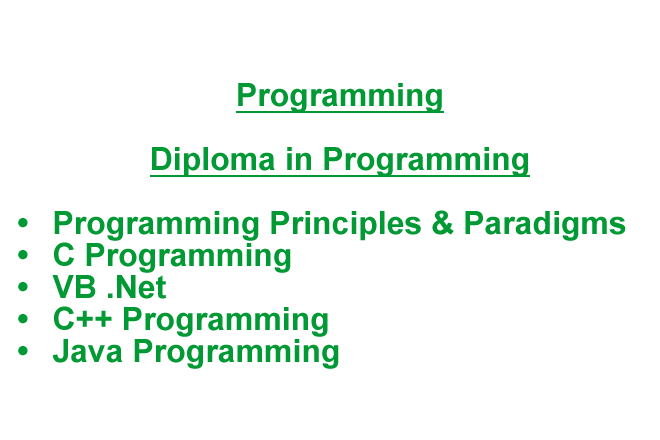 Programming
Diploma in Programming
• Programming Principles & Paradigms
• C Programming
• VB .Net
• C++ Programming
• Java Programming